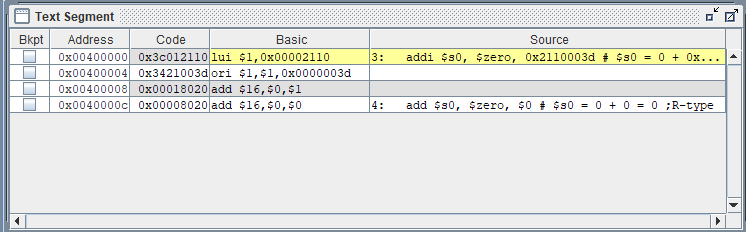 Text Segment
Bkpt Address Code Basic Source
0x00400000 0x3c012110 lui $1,0x00002110 3: addi $s0, $zero, 0x2110003d # $s0 = 0 + 0x...
0x00400004 0x3421003d ori $1,$1,0x0000003d
0x00400008 0x00018020 add $16,$0,$1
0x0040000c 0x00008020 add $16,$0,$0 4: add $s0, $zero, $0 # $s0 = 0 + 0 = 0 ;R-type